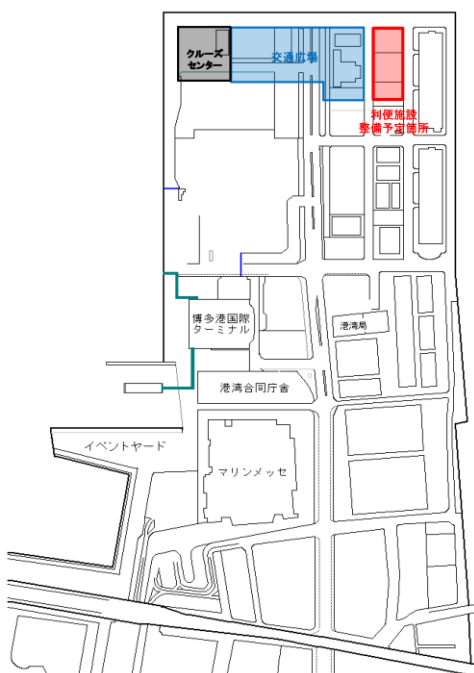 クルーズ
センター
交通広場
利便施設
整備予定箇所
博多港国際
ターミナル
港湾局
港湾合同庁舎
イベントヤード
マリンメッセ